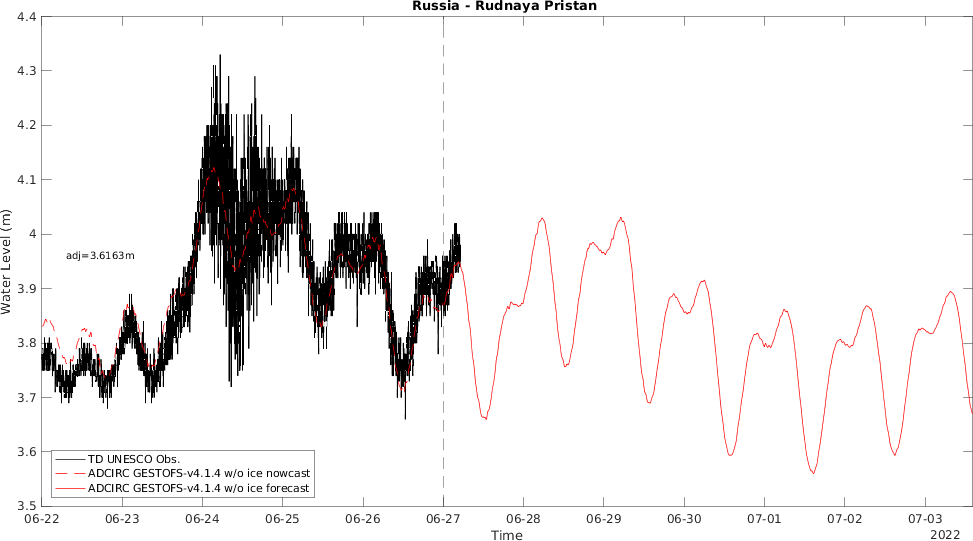 Russia - Rudnaya Pristan
4.4
4.3
4.2
4.1
4
3.9
3.8
3.7
3.6
3.5
Water Level (m)
adj=3.6163m
TD UNESCO Obs.
ADCIRC GESTOFS-v4.1.4 w/o ice nowcast
ADCIRC GESTOFS-v4.1.4 w/o ice forecast
06-22 06-23 06-24 06-25 06-26 06-27 06-28 06-29 06-30 07-01 07-02 07-03
Time
2022